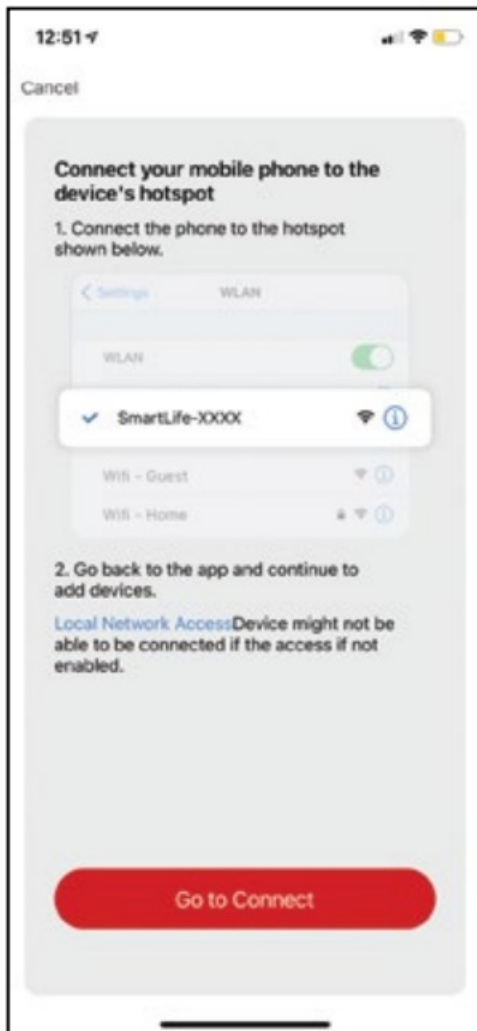 12:51
Cancel
Connect your mobile phone to the
device's hotspot
1. Connect the phone to the hotspot
shown below.
Settings WLAN
WLAN
SmartLife-XXXX
Wifi - Guest
Wifi - Home
2. Go back to the app and continue to
add devices.
Local Network AccessDevice might not be
able to be connected if the access if not
enabled.
Go to Connect